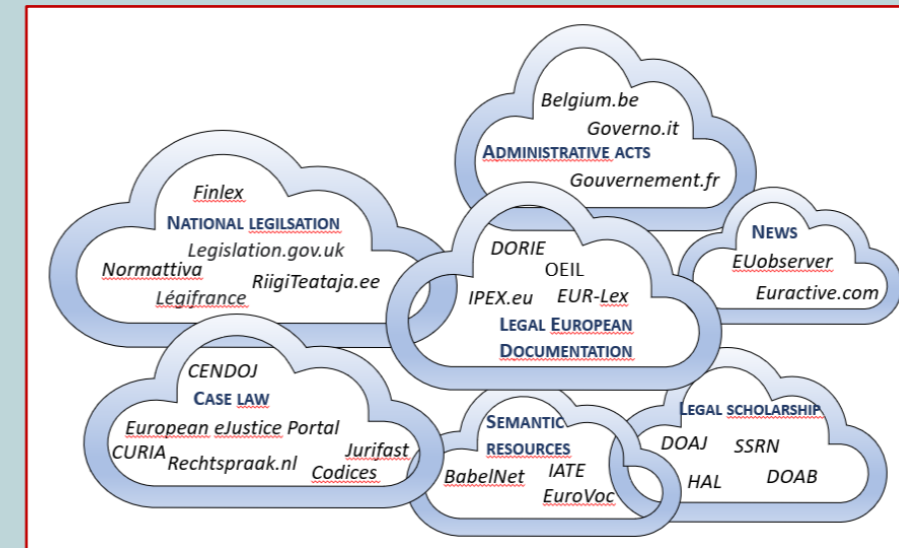 Belgium.be
Governo.it
ADMINISTRATIVE ACTS
Gouvernement.fr
Finlex
NATIONAL LEGILSATION
Legislation.gov.uk
Normattiva
RiigiTeataja.ee
Légifrance
NEWS
EUobserver
Euractive.com
DORIE
OEIL
IPEX.eu EUR-Lex
LEGAL EUROPEAN
DOCUMENTATION
CENDOJ
CASE LAW
European eJustice Portal
CURIA
Rechtspraak.nl
Jurifast
Codices
SEMANTIC
RESOURCES
BabelNet
IATE
EuroVoc
LEGAL SCHOLARSHIP
DOAJ SSRN
HAL DOAB